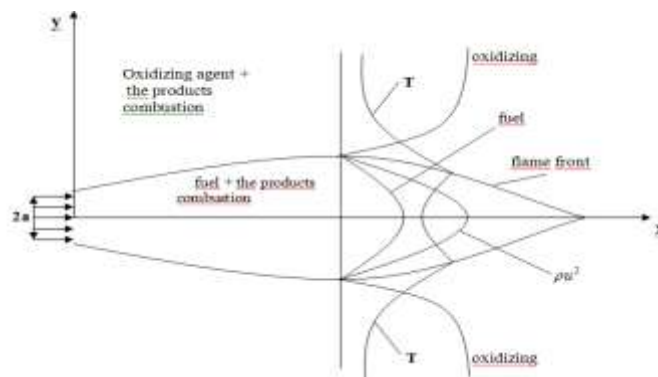 y
oxidizing
Oxidizing agent +
the products
combustion
T
fuel
flame front
fuel + the products
combustion
2a
x
ρu²
T
oxidizing